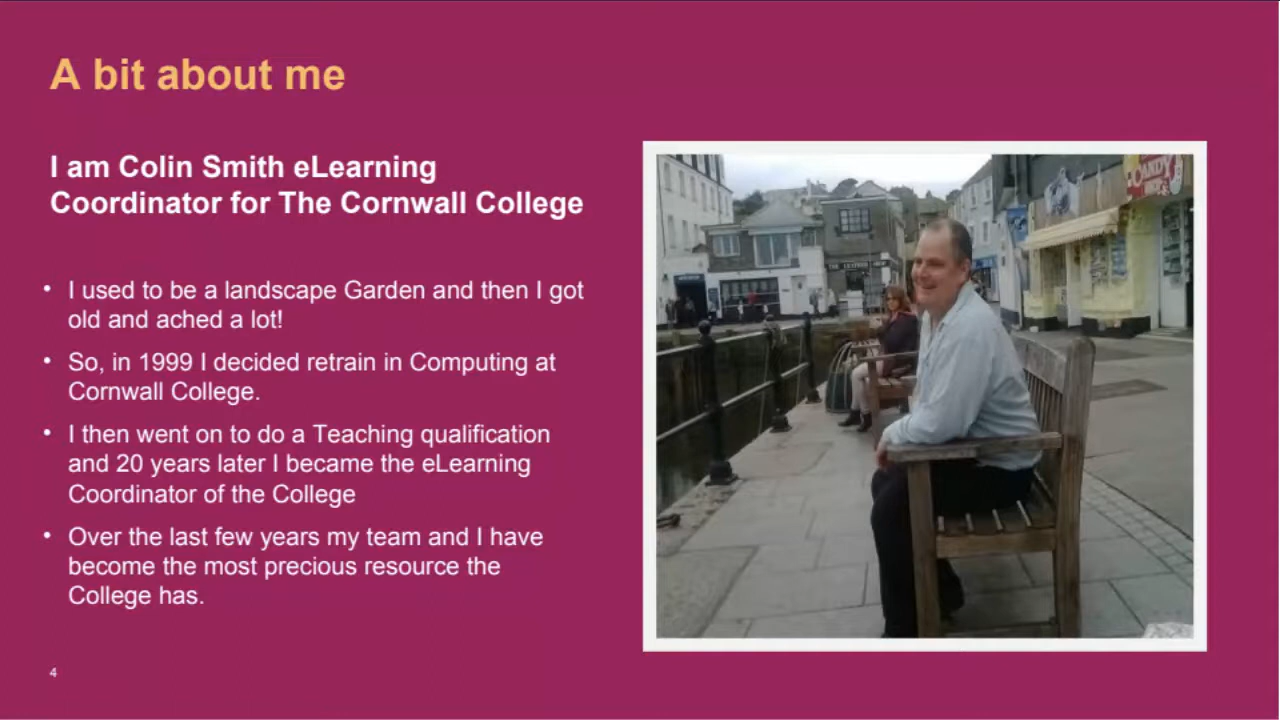 A bit about me
I am Colin Smith eLearning
Coordinator for The Cornwall College
• I used to be a landscape Garden and then I got
old and ached a lot!
• So, in 1999 I decided retrain in Computing at
Cornwall College.
• I then went on to do a Teaching qualification
and 20 years later I became the eLearning
Coordinator of the College
• Over the last few years my team and I have
become the most precious resource the
College has.
CANDY
4